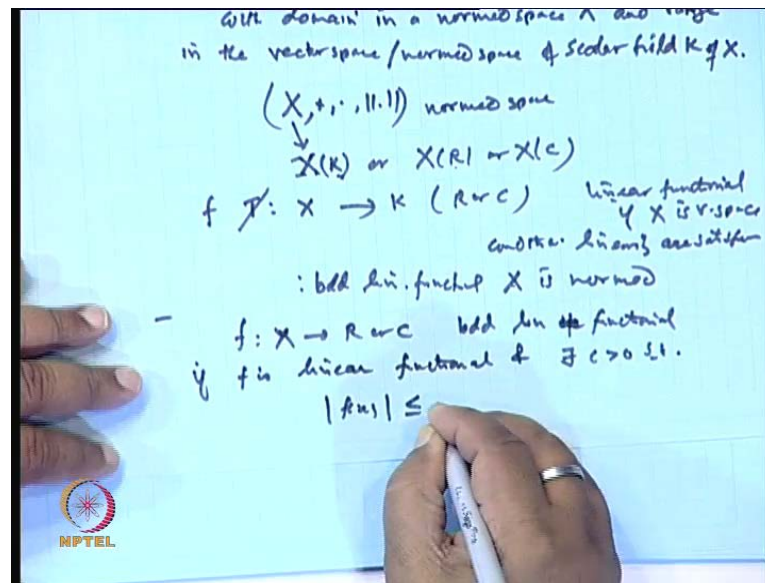 with domain in a normed space X and range
in the vector space/normed space of scalar field K of X.
(X, +, ·, ||.||) normed space
X(K) or X(R) or X(C)
f : X → K (R or C) linear functional
if X is v. space
condition linearity are satisfied
: bdd lin. functional X is normed
- f : X → R or C bdd lin functional
if f is linear functional & ∃ c>0 s.t.
|f(x)| ≤
NPTEL